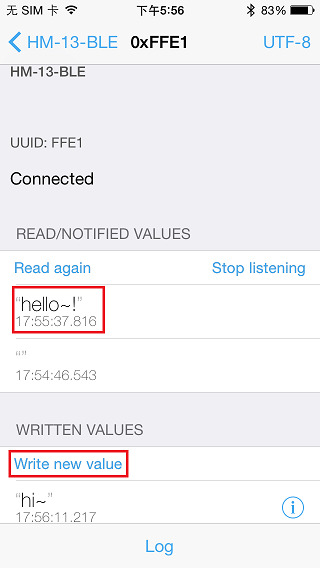 无 SIM 卡 下午5:56 83%
HM-13-BLE 0xFFE1 UTF-8
HM-13-BLE
UUID: FFE1
Connected
READ/NOTIFIED VALUES
Read again Stop listening
“hello~!”
17:55:37.816
“”
17:54:46.543
WRITTEN VALUES
Write new value
“hi~”
17:56:11.217
Log